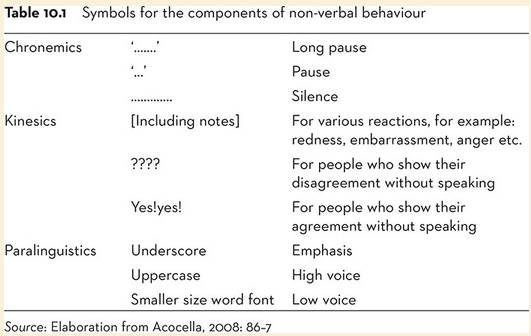 Table 10.1 Symbols for the components of non-verbal behaviour
Chronemics ‘.......’ Long pause
‘...’ Pause
............. Silence
Kinesics [Including notes] For various reactions, for example:
redness, embarrassment, anger etc.
???? For people who show their
disagreement without speaking
Yes!yes! For people who show their
agreement without speaking
Paralinguistics Underscore Emphasis
Uppercase High voice
Smaller size word font Low voice
Source: Elaboration from Acocella, 2008: 86–7